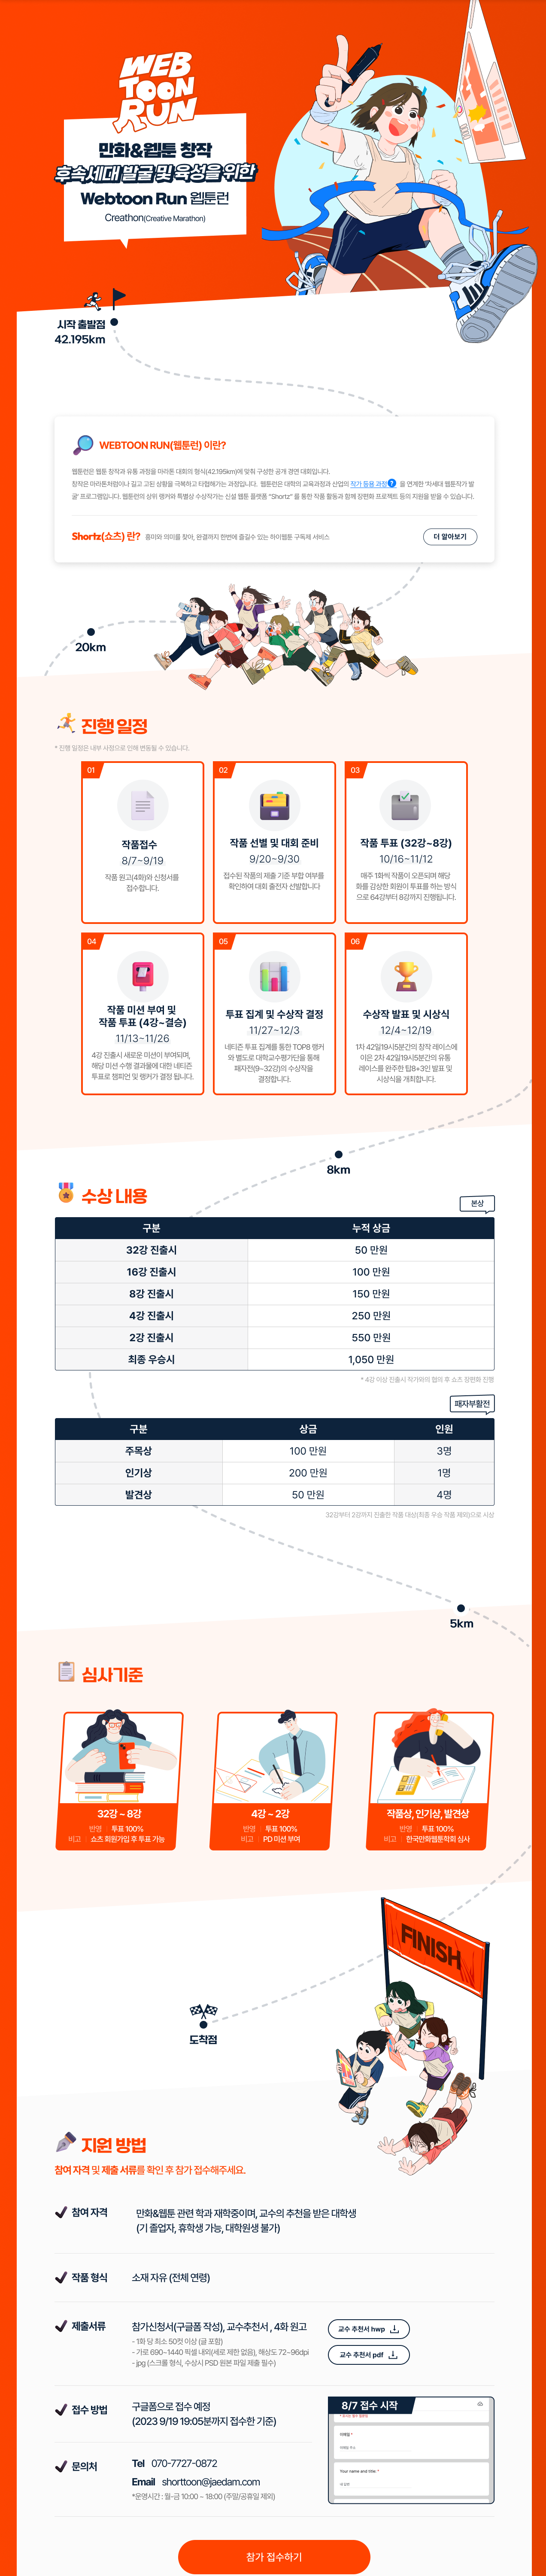 WEB
TOON
RUN
만화&웹툰 창작
후속세대 발굴 및 육성을 위한
Webtoon Run 웹툰런
Creathon(Creative Marathon)
시작 출발점
42.195km
WEBTOON RUN(웹툰런) 이란?
웹툰런은 웹툰 창작과 유통 과정을 마라톤 대회의 형식(42.195km)에 맞춰 구성한 공개 경연 대회입니다.
창작은 마라톤처럼이나 길고 고된 상황을 극복하고 타협해가는 과정입니다. 웹툰런은 대학의 교육과정과 산업의 작가 등용 과정? 을 연계한 '차세대 웹툰작가 발
굴' 프로그램입니다. 웹툰런의 상위 랭커와 특별상 수상작가는 신설 웹툰 플랫폼 "Shortz" 을 통한 작품 활동과 함께 장편화 프로젝트 등의 지원을 받을 수 있습니다.
Shortz(쇼츠) 란? 흥미와 의미를 찾아, 완결까지 한번에 즐길수 있는 하이웹툰 구독제 서비스
더 알아보기
20km
진행 일정
* 진행 일정은 내부 사정으로 인해 변동될 수 있습니다.
01
작품접수
8/7~9/19
작품 원고(4화)와 신청서를
접수합니다.
02
작품 선별 및 대회 준비
9/20~9/30
접수된 작품의 제출 기준 부합 여부를
확인하여 대회 출전자 선발합니다
03
작품 투표 (32강~8강)
10/16~11/12
매주 1화씩 작품이 오픈되며 해당
화를 감상한 회원이 투표를 하는 방식
으로 64강부터 8강까지 진행됩니다.
04
작품 미션 부여 및
작품 투표 (4강~결승)
11/13~11/26
4강 진출시 새로운 미션이 부여되며,
해당 미션 수행 결과물에 대한 네티즌
투표로 챔피언 및 랭커가 결정 됩니다.
05
투표 집계 및 수상작 결정
11/27~12/3
네티즌 투표 집계를 통한 TOP8 랭커
와 별도로 대학교수평가단을 통해
패자전(9~32강)의 수상작을
결정합니다.
06
수상작 발표 및 시상식
12/4~12/19
1차 42일19시5분간의 창작 레이스에
이은 2차 42일19시5분간의 유통
레이스를 완주한 탑8+3인 발표 및
시상식을 개최합니다.
8km
수상 내용
본상
구분 누적 상금
32강 진출시 50 만원
16강 진출시 100 만원
8강 진출시 150 만원
4강 진출시 250 만원
2강 진출시 550 만원
최종 우승시 1,050 만원
* 4강 이상 진출시 작가와의 협의 후 쇼츠 장편화 진행
패자부활전
구분 상금 인원
주목상 100 만원 3명
인기상 200 만원 1명
발견상 50 만원 4명
32강부터 2강까지 진출한 작품 대상(최종 우승 작품 제외)으로 시상
5km
심사기준
32강 ~ 8강
반영 투표 100%
비고 쇼츠 회원가입 후 투표 가능
4강 ~ 2강
반영 투표 100%
비고 PD 미션 부여
작품상, 인기상, 발견상
반영 투표 100%
비고 한국만화웹툰학회 심사
FINISH
도착점
지원 방법
참여 자격 및 제출 서류를 확인 후 참가 접수해주세요.
참여 자격
만화&웹툰 관련 학과 재학중이며, 교수의 추천을 받은 대학생
(기 졸업자, 휴학생 가능, 대학원생 불가)
작품 형식
소재 자유 (전체 연령)
제출서류
참가신청서(구글폼 작성), 교수추천서 , 4화 원고
- 1화 당 최소 50컷 이상 (글 포함)
- 가로 690~1440 픽셀 내외(세로 제한 없음), 해상도 72~96dpi
- jpg (스크롤 형식, 수상시 PSD 원본 파일 제출 필수)
교수 추천서 hwp
교수 추천서 pdf
접수 방법
구글폼으로 접수 예정
(2023 9/19 19:05분까지 접수한 기준)
8/7 접수 시작
이메일 *
Your name and title: *
문의처
Tel 070-7727-0872
Email shorttoon@jaedam.com
*운영시간 : 월-금 10:00 ~ 18:00 (주말/공휴일 제외)
참가 접수하기